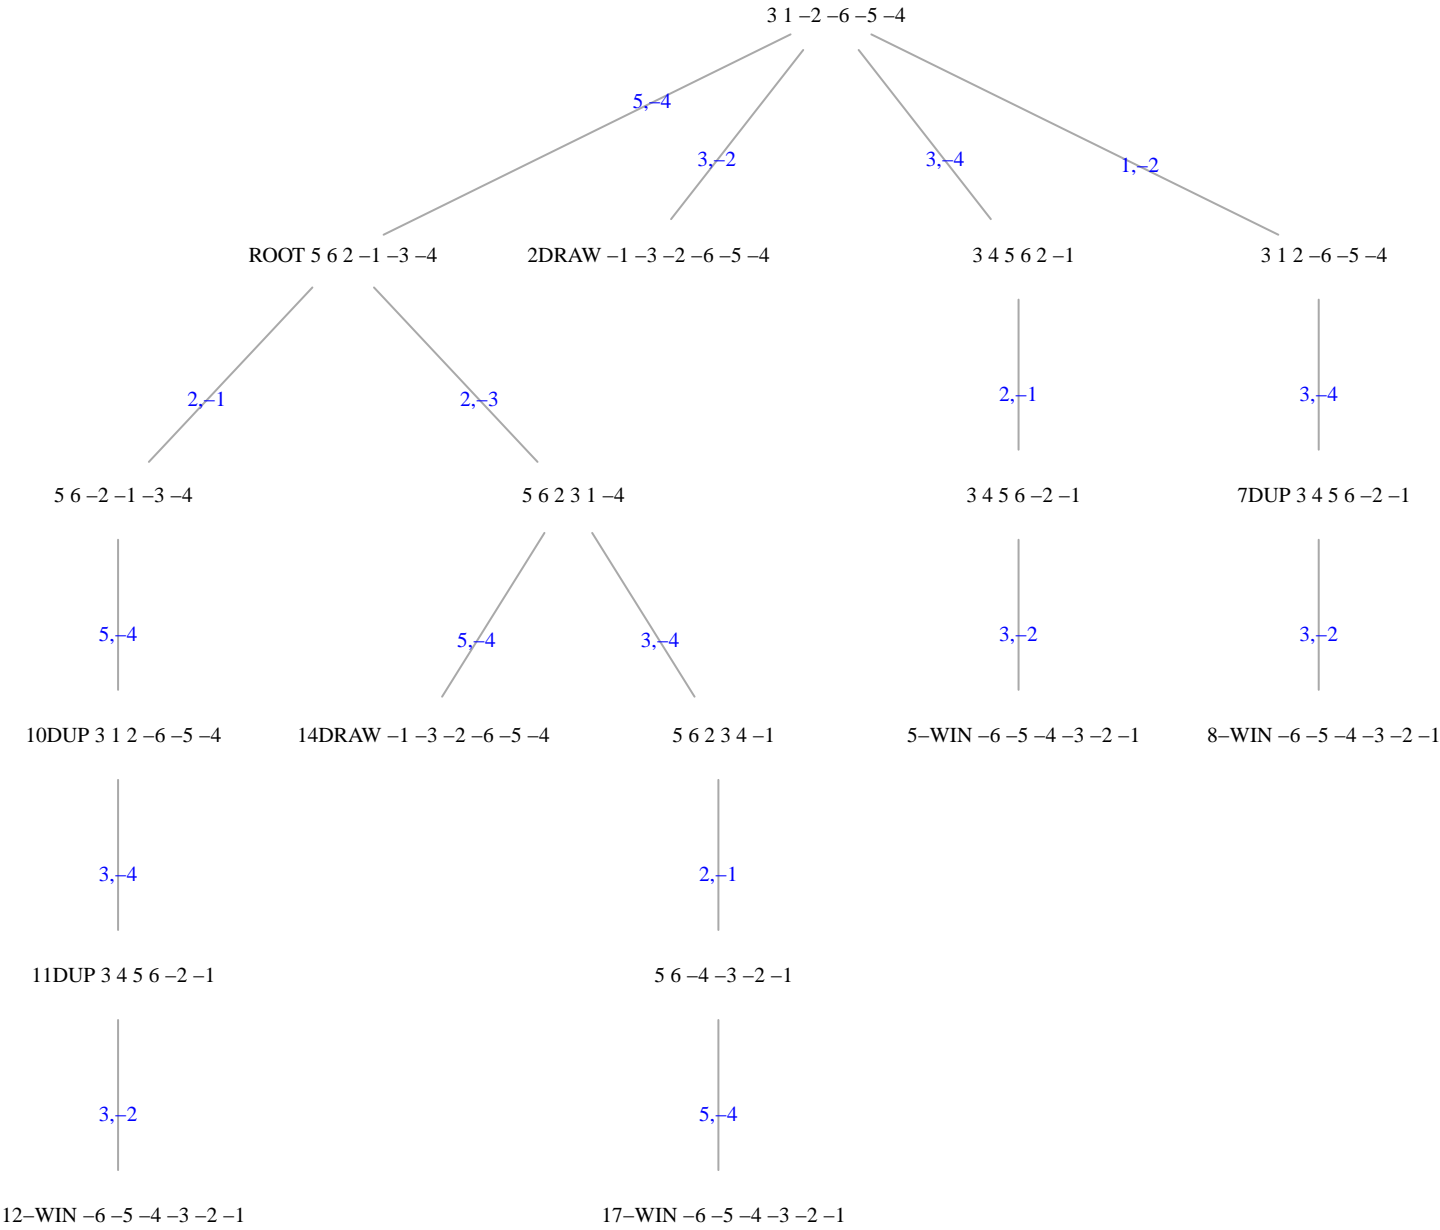 3 1 –2 –6 –5 –4
5,–4
3,–2
3,–4
1,–2
ROOT 5 6 2 –1 –3 –4
2DRAW –1 –3 –2 –6 –5 –4
3 4 5 6 2 –1
3 1 2 –6 –5 –4
2,–1
2,–3
2,–1
3,–4
5 6 –2 –1 –3 –4
5 6 2 3 1 –4
3 4 5 6 –2 –1
7DUP 3 4 5 6 –2 –1
5,–4
5,–4
3,–4
3,–2
3,–2
10DUP 3 1 2 –6 –5 –4
14DRAW –1 –3 –2 –6 –5 –4
5 6 2 3 4 –1
5–WIN –6 –5 –4 –3 –2 –1
8–WIN –6 –5 –4 –3 –2 –1
3,–4
2,–1
11DUP 3 4 5 6 –2 –1
5 6 –4 –3 –2 –1
3,–2
5,–4
12–WIN –6 –5 –4 –3 –2 –1
17–WIN –6 –5 –4 –3 –2 –1